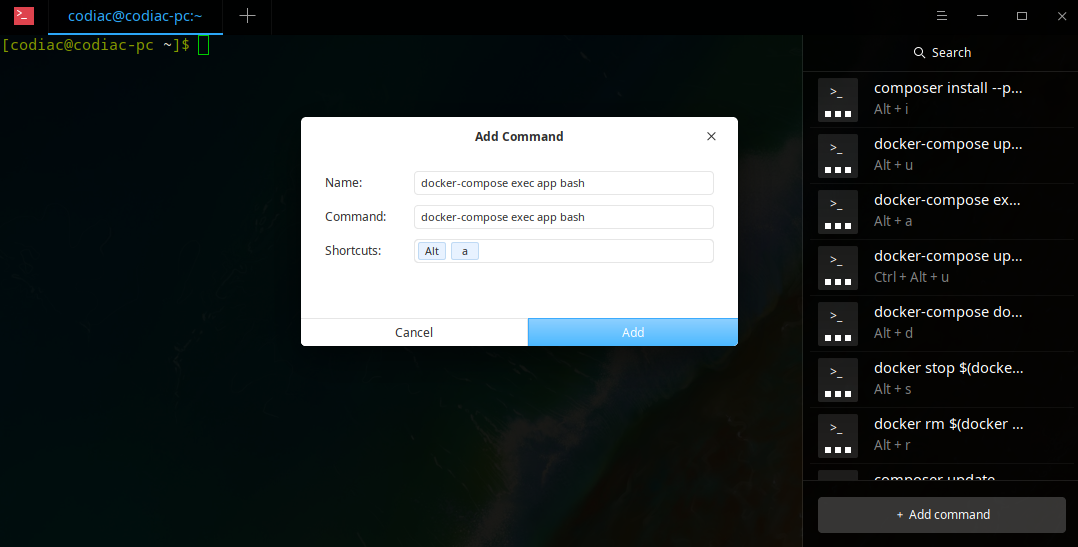 >_ codiac@codiac-pc:~
[codiac@codiac-pc ~]$
Search
>_ composer install --p...
Alt + i
>_ docker-compose up...
Alt + u
>_ docker-compose ex...
Alt + a
>_ docker-compose up...
Ctrl + Alt + u
>_ docker-compose do...
Alt + d
>_ docker stop $(docke...
Alt + s
>_ docker rm $(docker ...
Alt + r
composer update
+ Add command
Add Command
Name: docker-compose exec app bash
Command: docker-compose exec app bash
Shortcuts: Alt a
Cancel Add